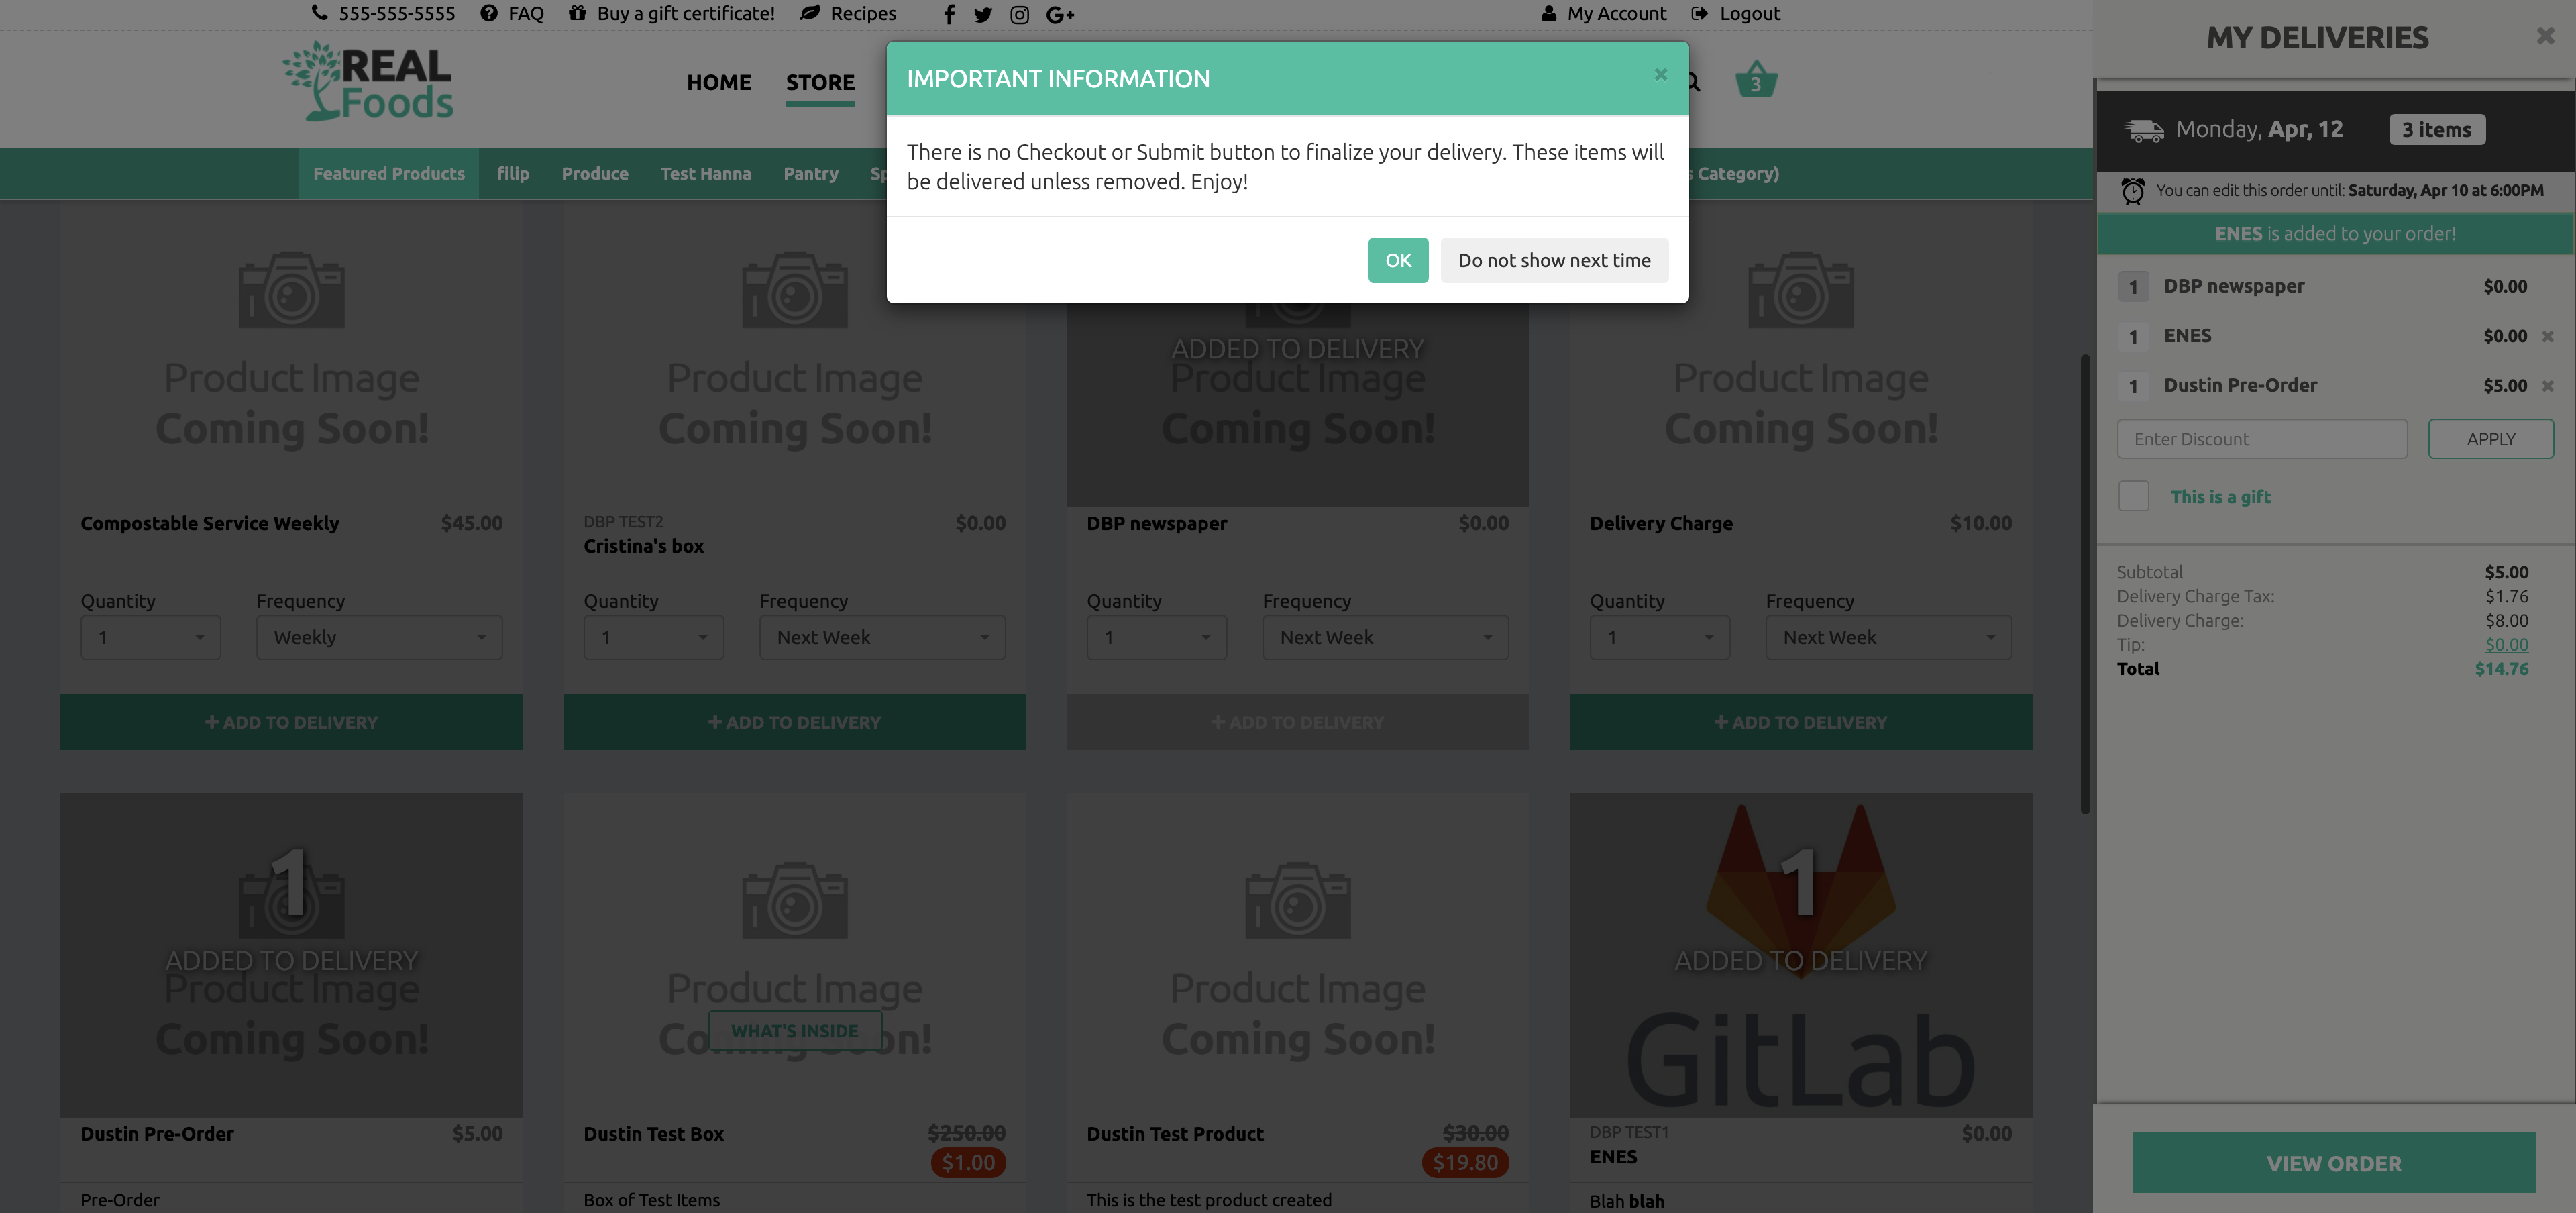 555-555-5555 FAQ Buy a gift certificate! Recipes G+ My Account Logout
REAL
Foods
HOME STORE
3
IMPORTANT INFORMATION ×
There is no Checkout or Submit button to finalize your delivery. These items will
be delivered unless removed. Enjoy!
OK Do not show next time
Featured Products filip Produce Test Hanna Pantry Sp s Category)
Product Image
Coming Soon!
Compostable Service Weekly $45.00
Quantity Frequency
1 Weekly
+ ADD TO DELIVERY
Product Image
Coming Soon!
DBP TEST2 $0.00
Cristina's box
Quantity Frequency
1 Next Week
+ ADD TO DELIVERY
ADDED TO DELIVERY
Product Image
Coming Soon!
DBP newspaper $0.00
Quantity Frequency
1 Next Week
+ ADD TO DELIVERY
Product Image
Coming Soon!
Delivery Charge $10.00
Quantity Frequency
1 Next Week
+ ADD TO DELIVERY
1
ADDED TO DELIVERY
Product Image
Coming Soon!
Dustin Pre-Order $5.00
Pre-Order
Product Image
Coming Soon!
WHAT'S INSIDE
Dustin Test Box $250.00
$1.00
Box of Test Items
Product Image
Coming Soon!
Dustin Test Product $30.00
$19.80
This is the test product created
1
ADDED TO DELIVERY
GitLab
DBP TEST1 $0.00
ENES
Blah blah
MY DELIVERIES ×
Monday, Apr, 12 3 items
You can edit this order until: Saturday, Apr 10 at 6:00PM
ENES is added to your order!
1 DBP newspaper $0.00
1 ENES $0.00 ×
1 Dustin Pre-Order $5.00 ×
Enter Discount APPLY
This is a gift
Subtotal $5.00
Delivery Charge Tax: $1.76
Delivery Charge: $8.00
Tip: $0.00
Total $14.76
VIEW ORDER